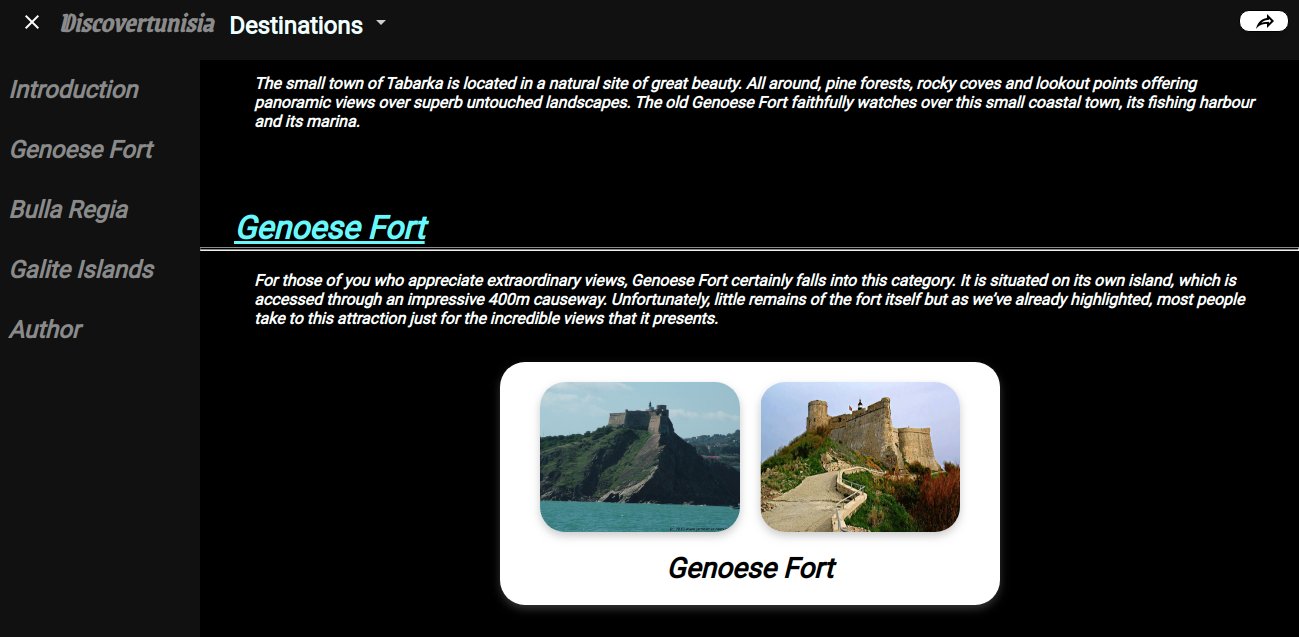 Discovertunisia
Destinations
Introduction
Genoese Fort
Bulla Regia
Galite Islands
Author
The small town of Tabarka is located in a natural site of great beauty. All around, pine forests, rocky coves and lookout points offering
panoramic views over superb untouched landscapes. The old Genoese Fort faithfully watches over this small coastal town, its fishing harbour
and its marina.
Genoese Fort
For those of you who appreciate extraordinary views, Genoese Fort certainly falls into this category. It is situated on its own island, which is
accessed through an impressive 400m causeway. Unfortunately, little remains of the fort itself but as we've already highlighted, most people
take to this attraction just for the incredible views that it presents.
Genoese Fort